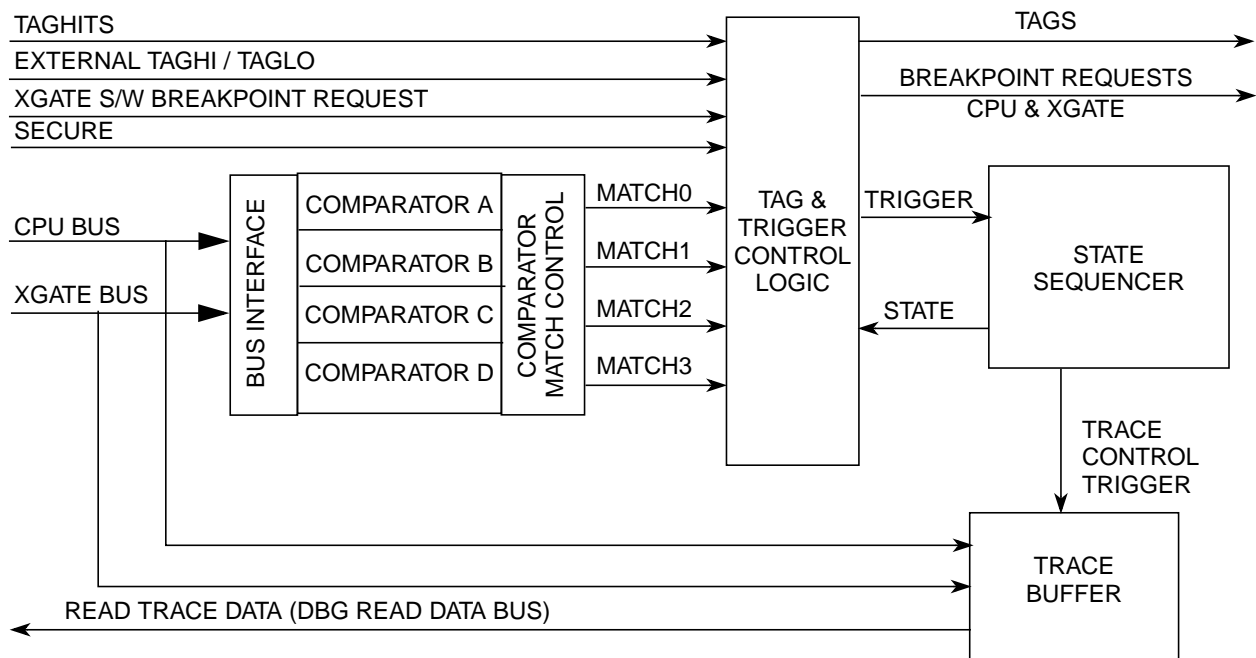 TAGHITS
EXTERNAL TAGHI / TAGLO
XGATE S/W BREAKPOINT REQUEST
SECURE
TAGS
BREAKPOINT REQUESTS
CPU & XGATE
CPU BUS
XGATE BUS
BUS INTERFACE
COMPARATOR A
COMPARATOR B
COMPARATOR C
COMPARATOR D
COMPARATOR
MATCH CONTROL
MATCH0
MATCH1
MATCH2
MATCH3
TAG &
TRIGGER
CONTROL
LOGIC
TRIGGER
STATE
STATE
SEQUENCER
TRACE
CONTROL
TRIGGER
TRACE
BUFFER
READ TRACE DATA (DBG READ DATA BUS)